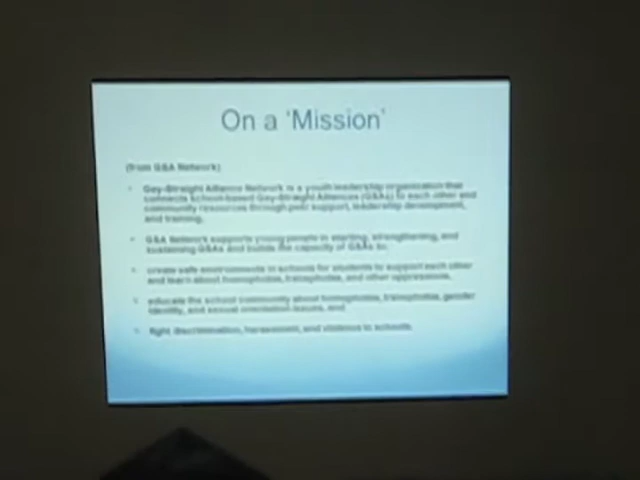 On a 'Mission'
(from GSA Network)
Gay-Straight Alliance Network is a youth leadership organization that
connects school-based Gay-Straight Alliances (GSAs) to each other and
community resources through peer support, leadership development,
and training.
GSA Network supports young people in starting, strengthening, and
sustaining GSAs and builds the capacity of GSAs to:
create safe environments in schools for students to support each other
and learn about homophobia, transphobia, and other oppressions,
educate the school community about homophobia, transphobia, gender
identity, and sexual orientation issues, and
fight discrimination, harassment, and violence in schools.